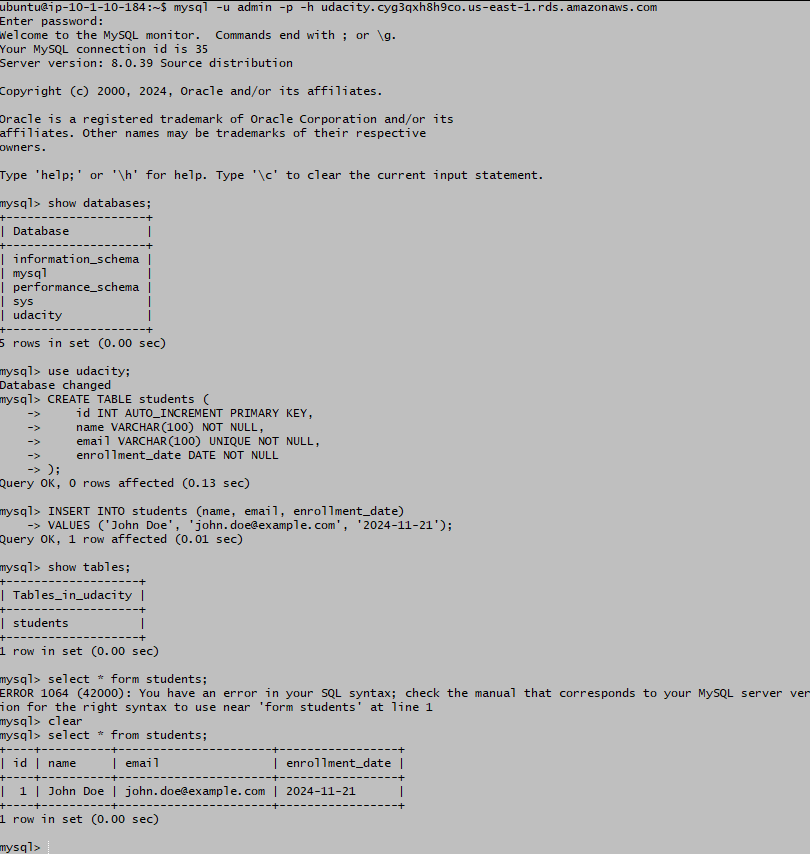 ubuntu@ip-10-1-10-184:~$ mysql -u admin -p -h udacity.cyg3qxh8h9co.us-east-1.rds.amazonaws.com
Enter password:
Welcome to the MySQL monitor.  Commands end with ; or \g.
Your MySQL connection id is 35
Server version: 8.0.39 Source distribution

Copyright (c) 2000, 2024, Oracle and/or its affiliates.

Oracle is a registered trademark of Oracle Corporation and/or its
affiliates. Other names may be trademarks of their respective
owners.

Type 'help;' or '\h' for help. Type '\c' to clear the current input statement.

mysql> show databases;
+--------------------+
| Database           |
+--------------------+
| information_schema |
| mysql              |
| performance_schema |
| sys                |
| udacity            |
+--------------------+
5 rows in set (0.00 sec)

mysql> use udacity;
Database changed
mysql> CREATE TABLE students (
    ->     id INT AUTO_INCREMENT PRIMARY KEY,
    ->     name VARCHAR(100) NOT NULL,
    ->     email VARCHAR(100) UNIQUE NOT NULL,
    ->     enrollment_date DATE NOT NULL
    -> );
Query OK, 0 rows affected (0.13 sec)

mysql> INSERT INTO students (name, email, enrollment_date)
    -> VALUES ('John Doe', 'john.doe@example.com', '2024-11-21');
Query OK, 1 row affected (0.01 sec)

mysql> show tables;
+-------------------+
| Tables_in_udacity |
+-------------------+
| students          |
+-------------------+
1 row in set (0.00 sec)

mysql> select * form students;
ERROR 1064 (42000): You have an error in your SQL syntax; check the manual that corresponds to your MySQL server ver
ion for the right syntax to use near 'form students' at line 1
mysql> clear
mysql> select * from students;
+----+----------+----------------------+-----------------+
| id | name     | email                | enrollment_date |
+----+----------+----------------------+-----------------+
|  1 | John Doe | john.doe@example.com | 2024-11-21      |
+----+----------+----------------------+-----------------+
1 row in set (0.00 sec)

mysql>